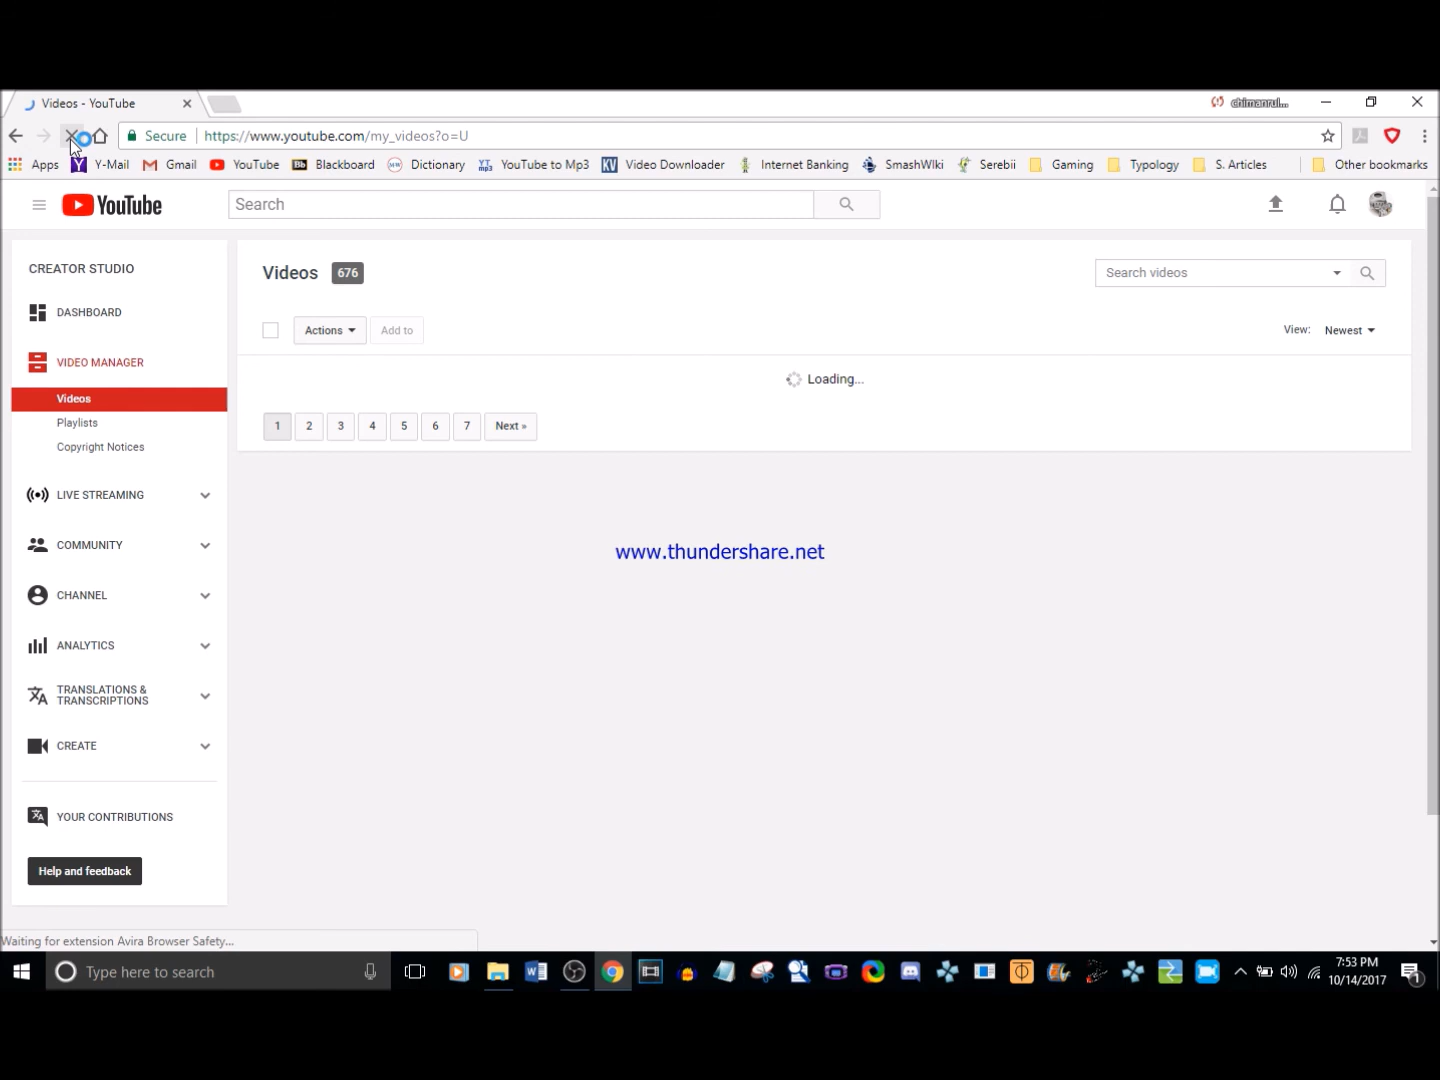 Videos - YouTube
chimanrul...
Secure https://www.youtube.com/my_videos?o=U
Apps Y-Mail Gmail YouTube Blackboard Dictionary YouTube to Mp3 Video Downloader Internet Banking SmashWIki Serebii Gaming Typology S. Articles Other bookmarks
YouTube
Search
CREATOR STUDIO
Videos 676
Search videos
DASHBOARD
Actions Add to
View: Newest
VIDEO MANAGER
Loading...
Videos
Playlists
1 2 3 4 5 6 7 Next »
Copyright Notices
LIVE STREAMING
COMMUNITY
www.thundershare.net
CHANNEL
ANALYTICS
TRANSLATIONS &
TRANSCRIPTIONS
CREATE
YOUR CONTRIBUTIONS
Help and feedback
Waiting for extension Avira Browser Safety...
Type here to search
7:53 PM
10/14/2017